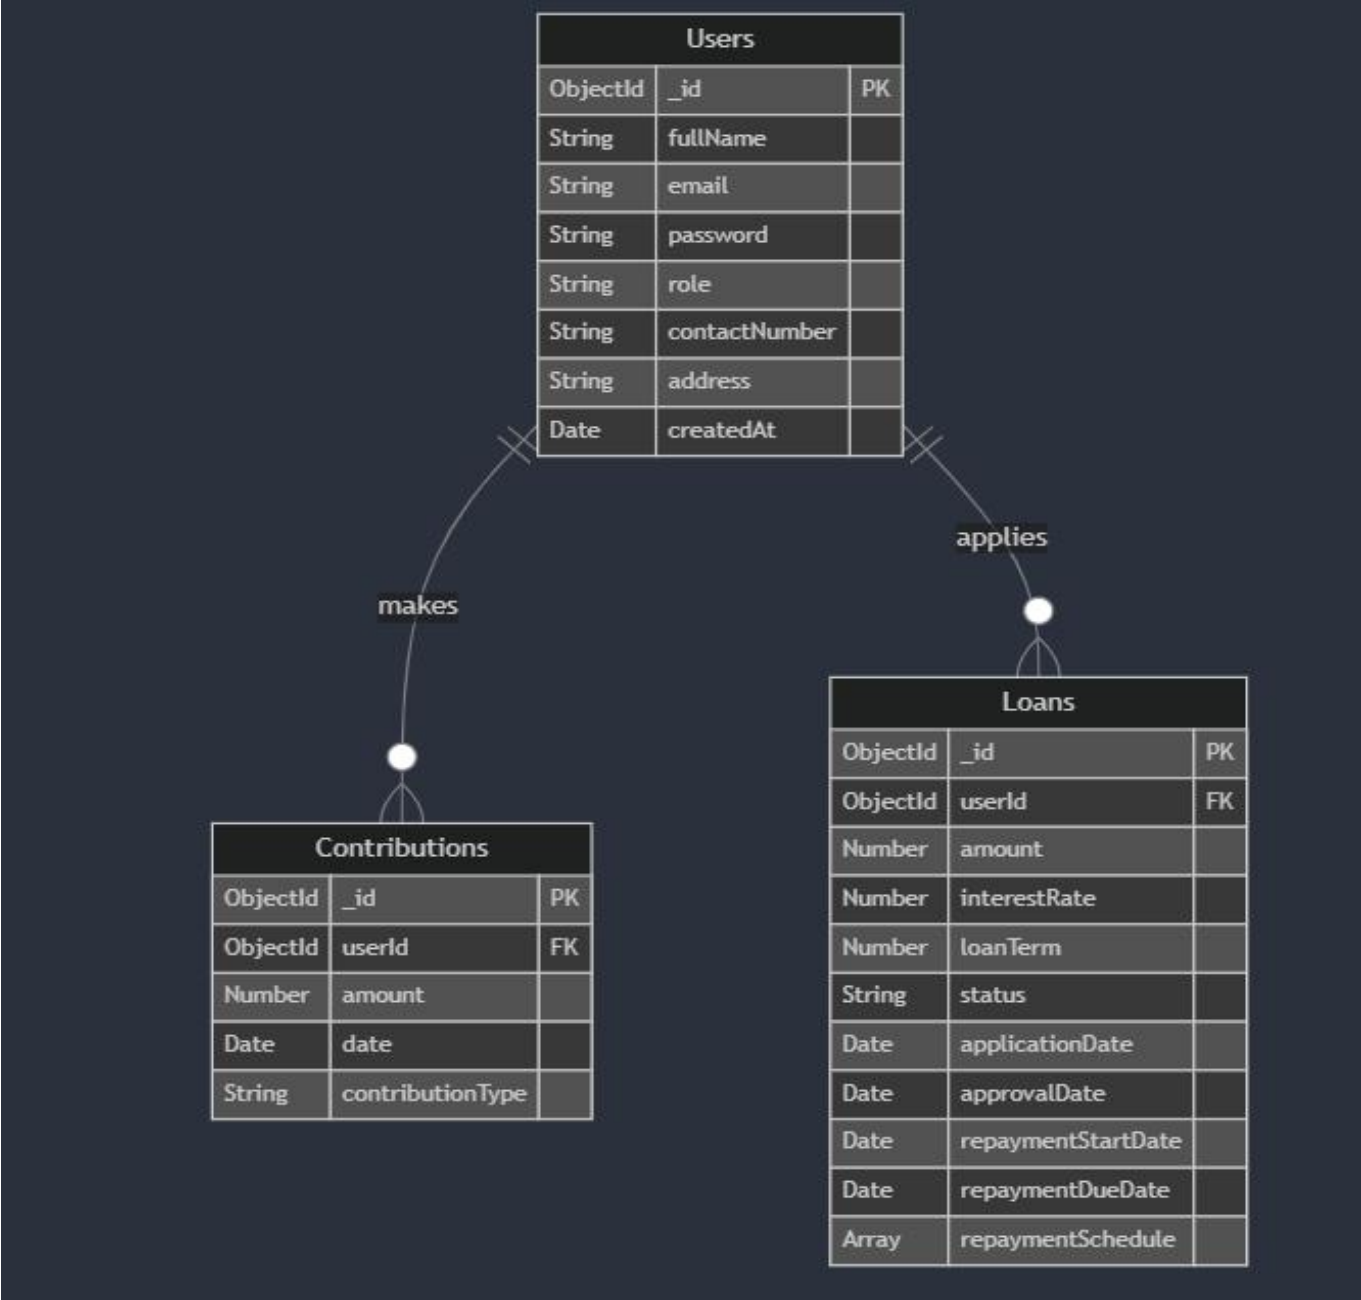 Users
ObjectId _id PK
String fullName
String email
String password
String role
String contactNumber
String address
Date createdAt
applies
makes
Loans
ObjectId _id PK
ObjectId userId FK
Number amount
Number interestRate
Number loanTerm
String status
Date applicationDate
Date approvalDate
Date repaymentStartDate
Date repaymentDueDate
Array repaymentSchedule
Contributions
ObjectId _id PK
ObjectId userId FK
Number amount
Date date
String contributionType